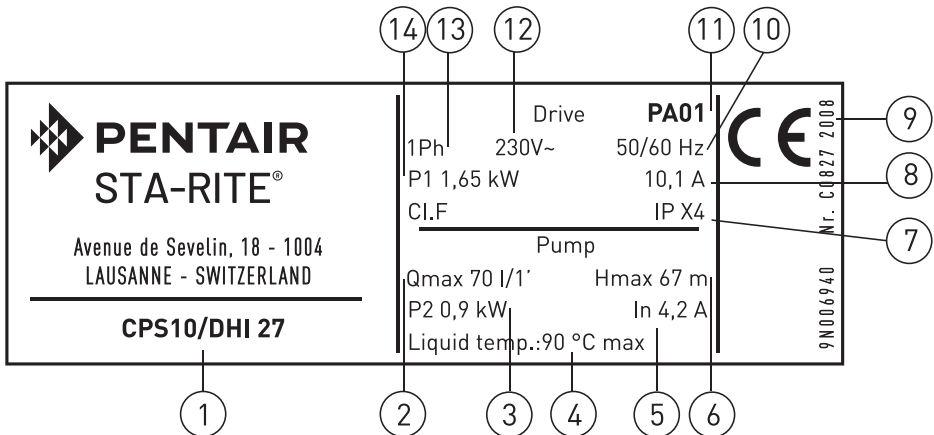 14 13 12 11 10
PENTAIR
STA-RITE®
Avenue de Sevelin, 18 - 1004
LAUSANNE - SWITZERLAND
CPS10/DHI 27
Drive PA01
1Ph 230V~ 50/60 Hz
P1 1,65 kW 10,1 A
Cl.F IP X4
Pump
Qmax 70 l/1' Hmax 67 m
P2 0,9 kW In 4,2 A
Liquid temp.:90 °C max
CE
Nr. C0827 2008
9N006940
9
8
7
1 2 3 4 5 6